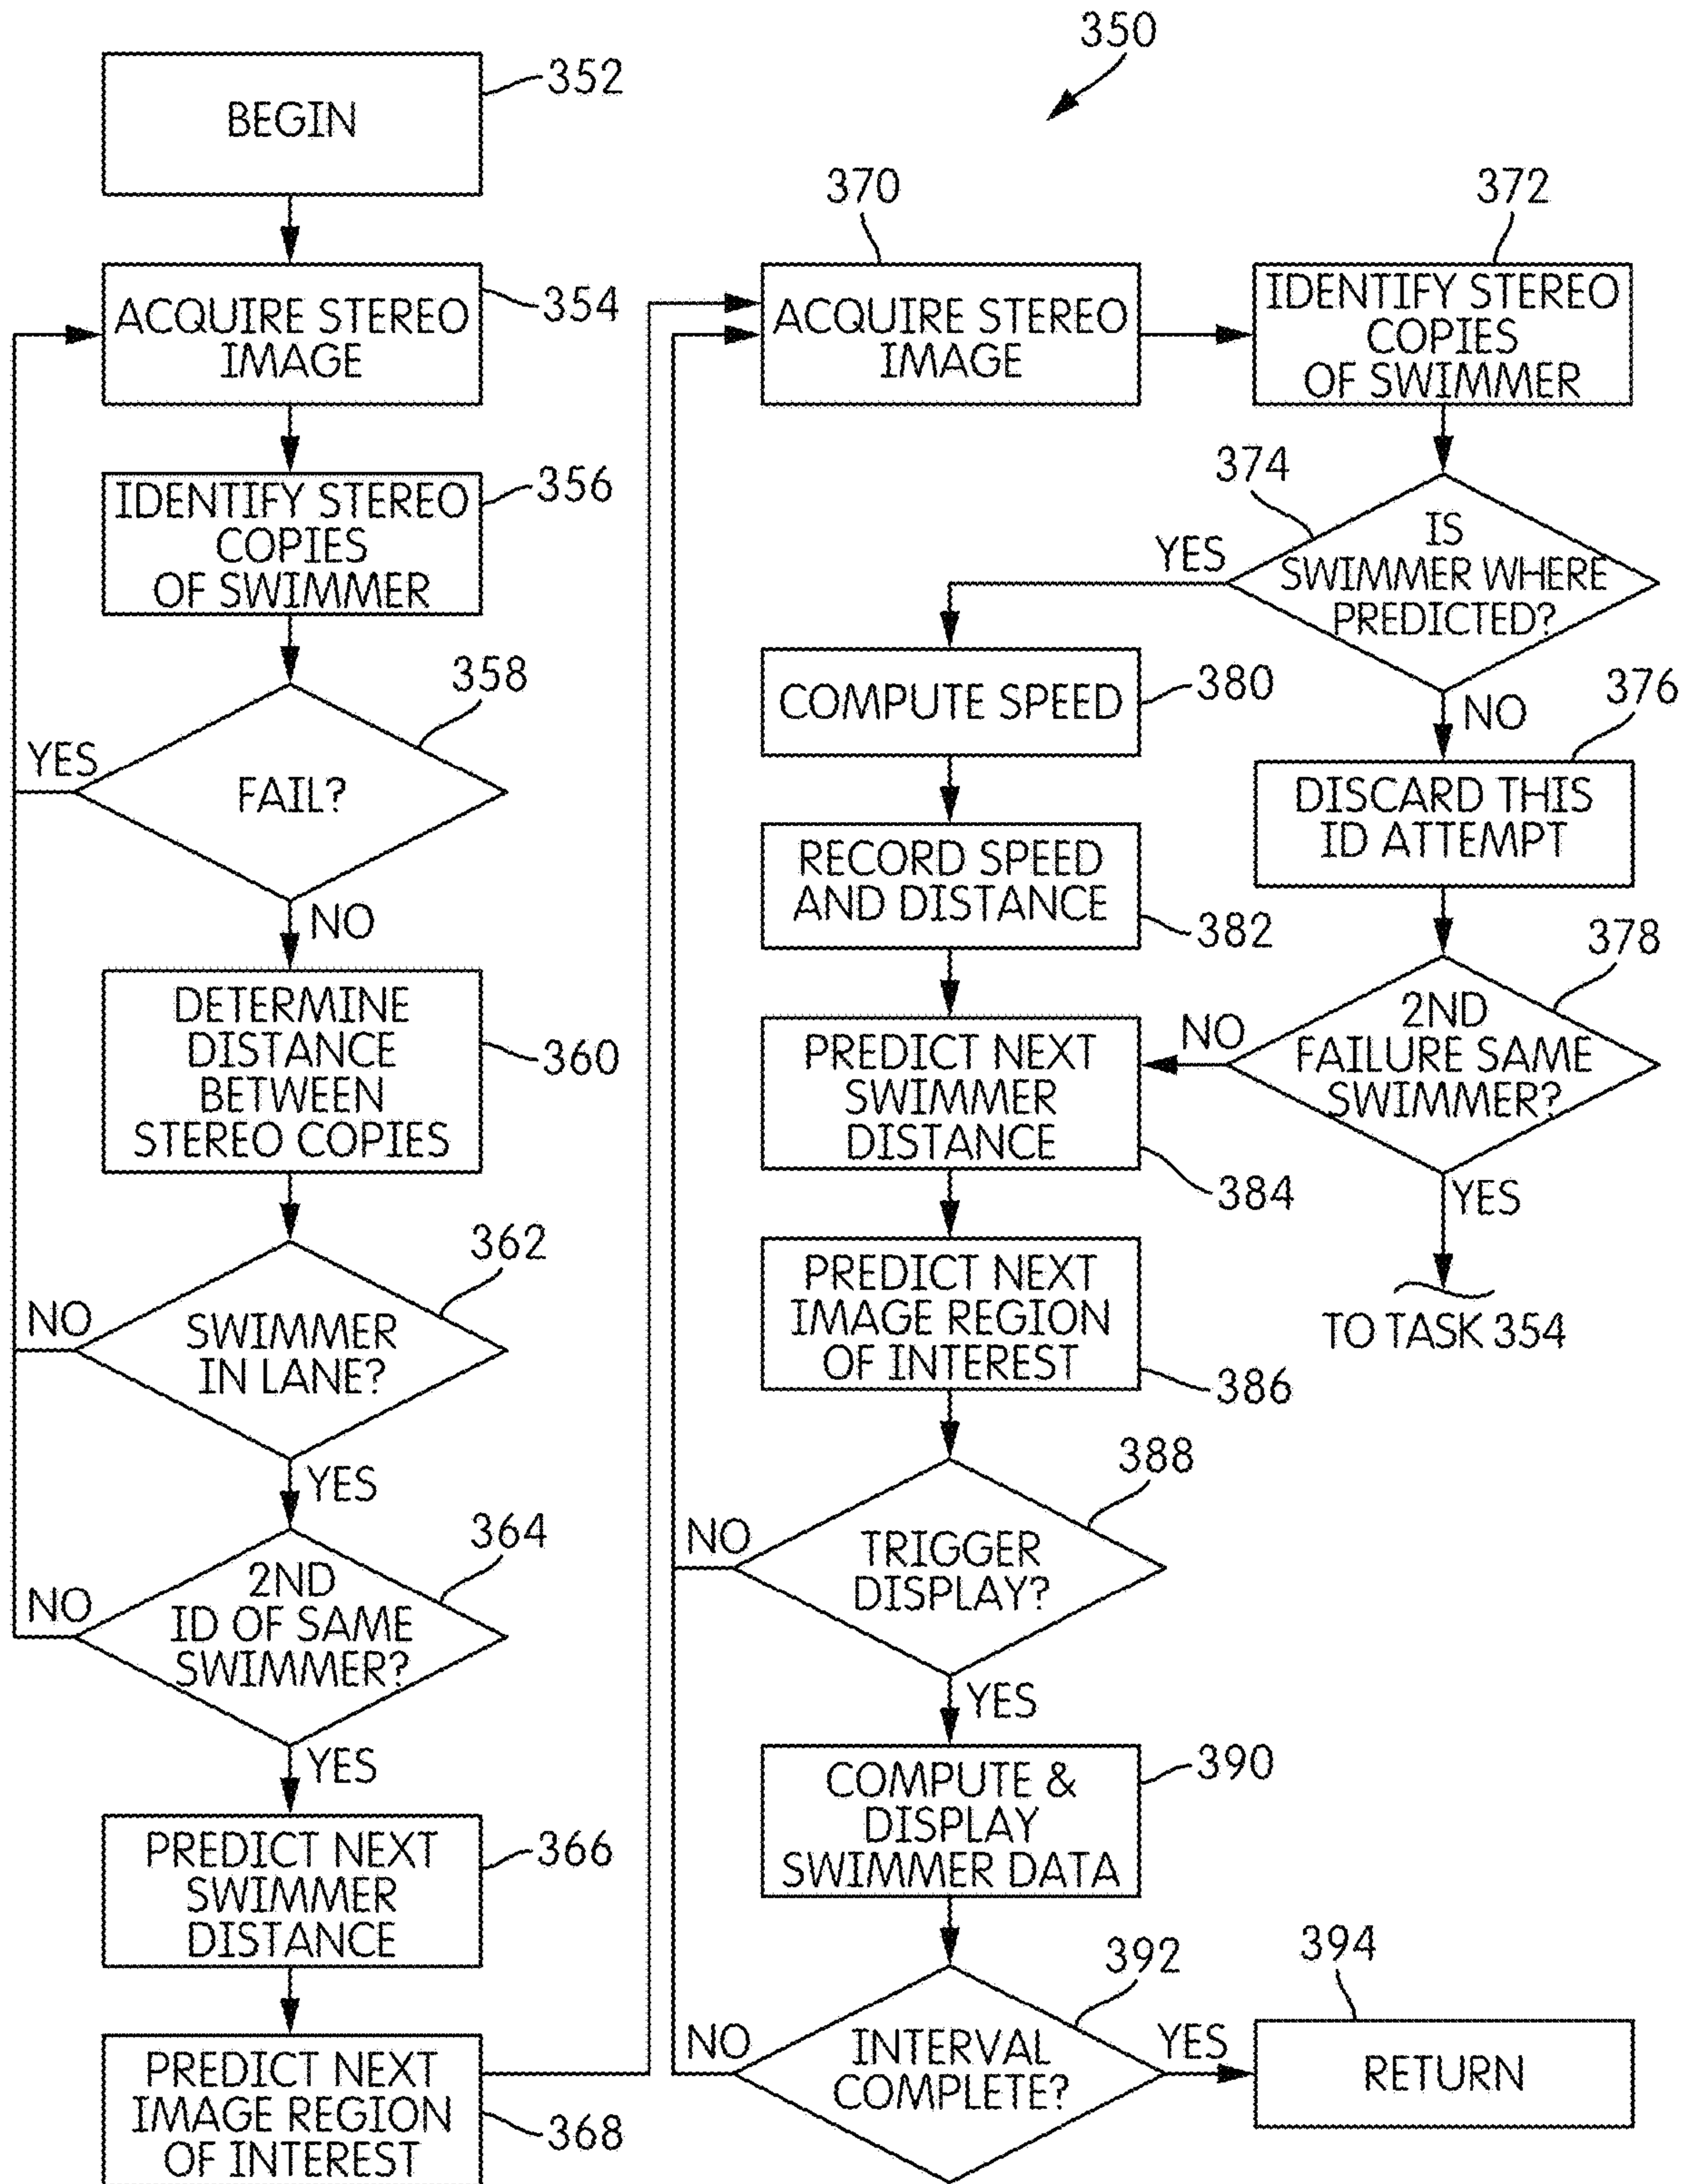 350
BEGIN
352
ACQUIRE STEREO
IMAGE
354
IDENTIFY STEREO
COPIES
OF SWIMMER
356
358
FAIL?
YES
NO
DETERMINE
DISTANCE
BETWEEN
STEREO COPIES
360
362
SWIMMER
IN LANE?
NO
YES
364
2ND
ID OF SAME
SWIMMER?
NO
YES
PREDICT NEXT
SWIMMER
DISTANCE
366
PREDICT NEXT
IMAGE REGION
OF INTEREST
368
370
ACQUIRE STEREO
IMAGE
372
IDENTIFY STEREO
COPIES
OF SWIMMER
374
IS
SWIMMER WHERE
PREDICTED?
YES
NO
376
DISCARD THIS
ID ATTEMPT
378
2ND
FAILURE SAME
SWIMMER?
NO
YES
TO TASK 354
COMPUTE SPEED
380
RECORD SPEED
AND DISTANCE
382
PREDICT NEXT
SWIMMER
DISTANCE
384
PREDICT NEXT
IMAGE REGION
OF INTEREST
386
388
TRIGGER
DISPLAY?
NO
YES
COMPUTE &
DISPLAY
SWIMMER DATA
390
392
INTERVAL
COMPLETE?
NO
YES
394
RETURN